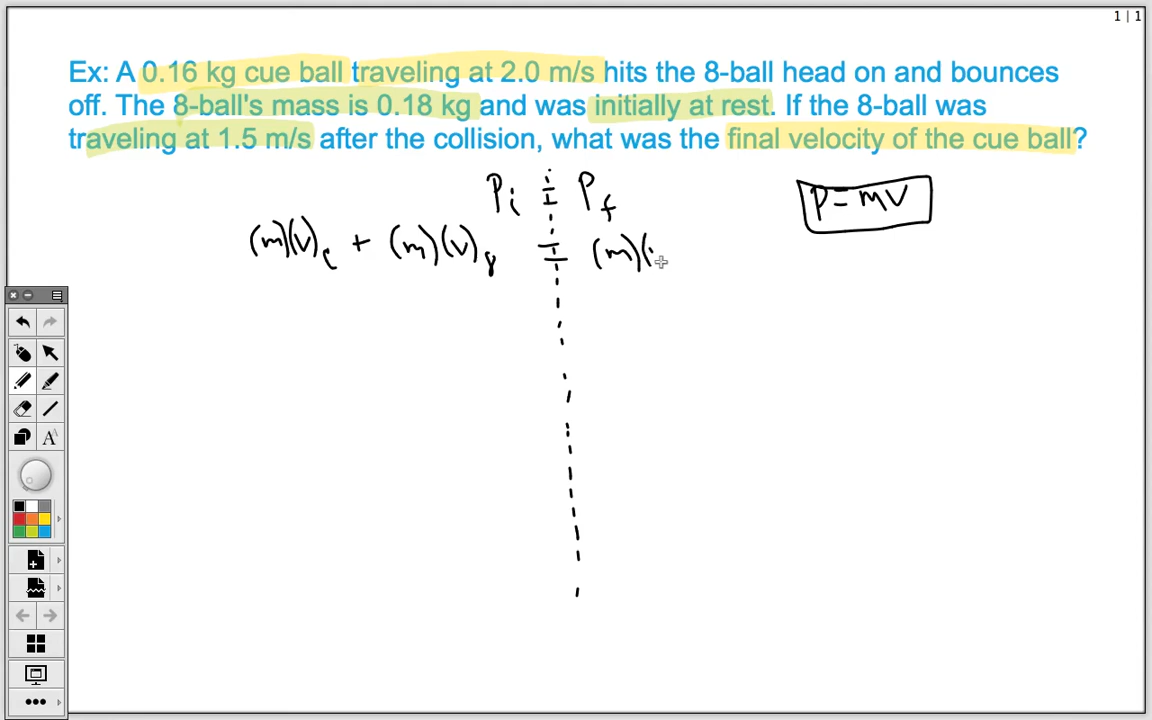 1 | 1
Ex: A 0.16 kg cue ball traveling at 2.0 m/s hits the 8-ball head on and bounces
off. The 8-ball's mass is 0.18 kg and was initially at rest. If the 8-ball was
traveling at 1.5 m/s after the collision, what was the final velocity of the cue ball?
Pi = Pf
P = mv
(m)(v)c + (m)(v)8 = (m)(
A